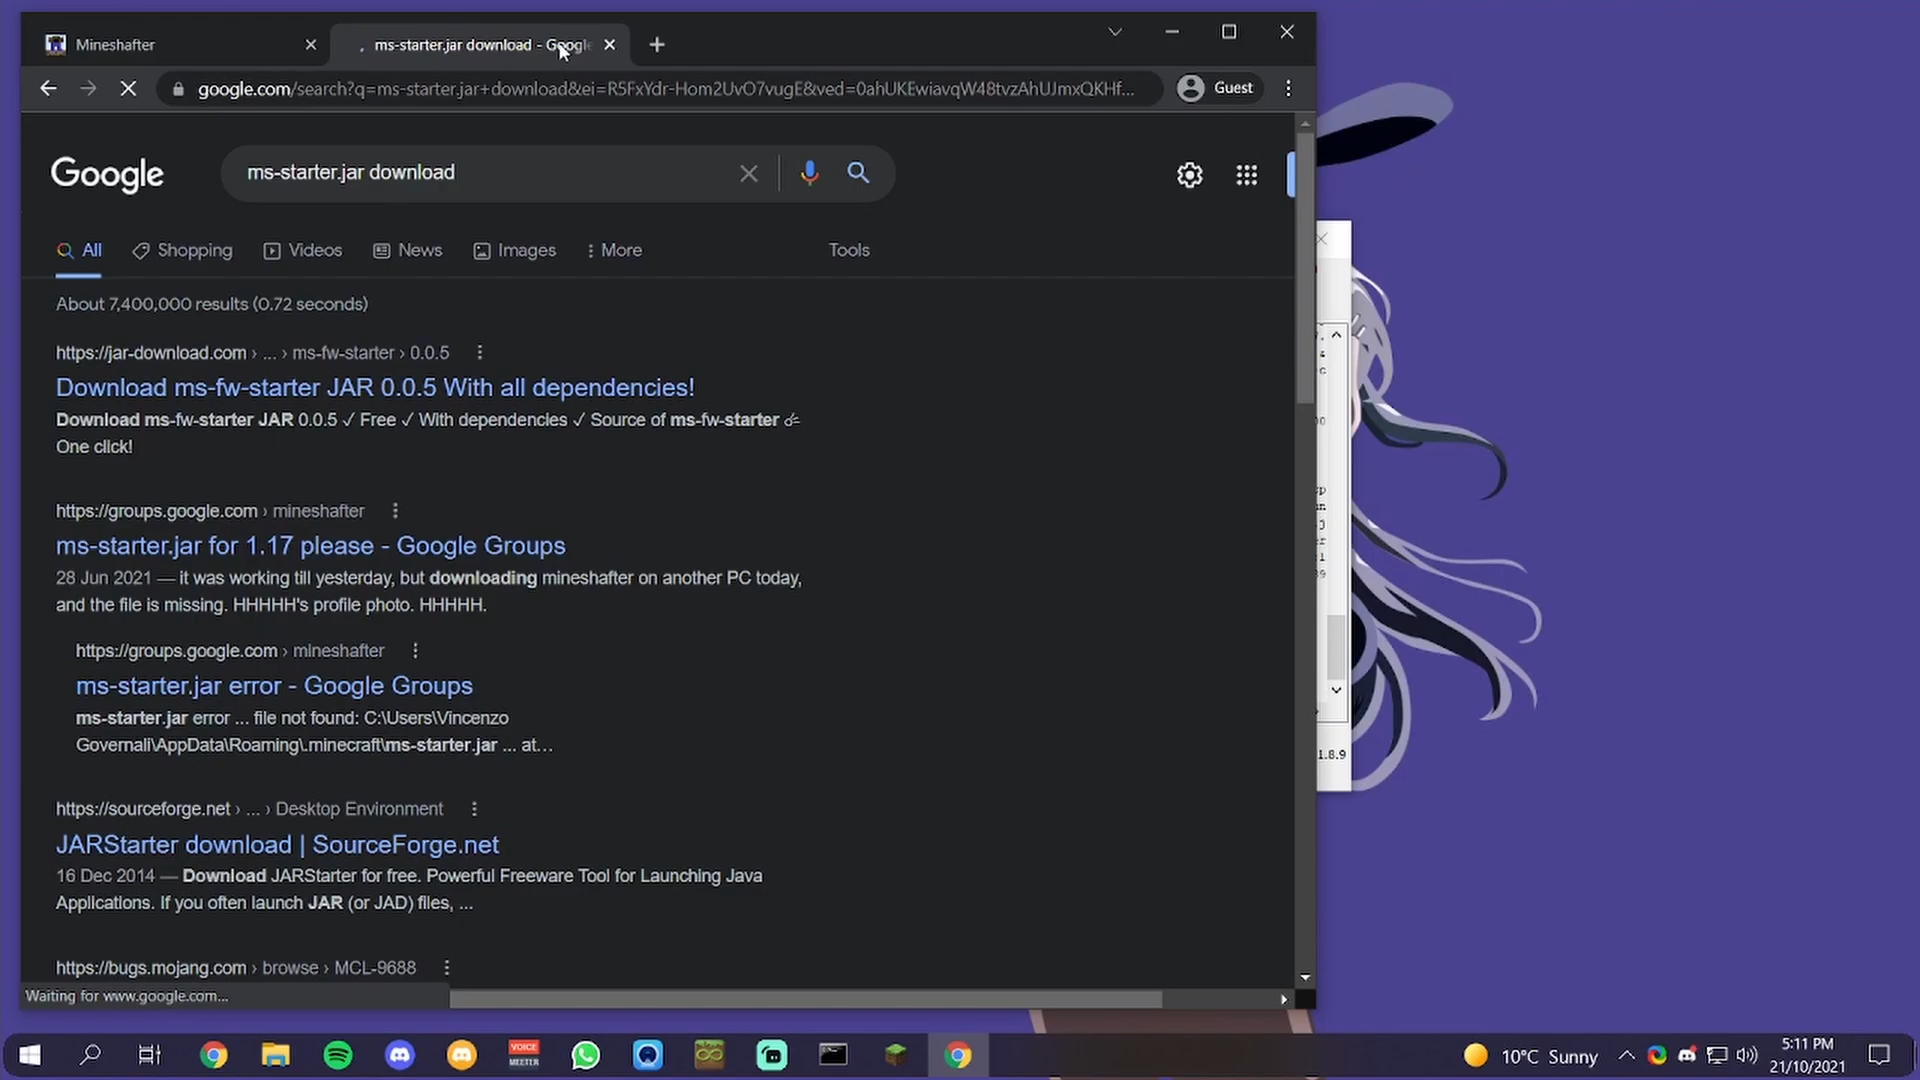 Mineshafter
ms-starter.jar download - Google
google.com/search?q=ms-starter.jar+download&ei=R5FxYdr-Hom2UvO7vugE&ved=0ahUKEwiavqW48tvzAhUJmxQKHf...
Guest
Google
ms-starter.jar download
All
Shopping
Videos
News
Images
More
Tools
About 7,400,000 results (0.72 seconds)
https://jar-download.com › ... › ms-fw-starter › 0.0.5
Download ms-fw-starter JAR 0.0.5 With all dependencies!
Download ms-fw-starter JAR 0.0.5 ✓ Free ✓ With dependencies ✓ Source of ms-fw-starter
One click!
https://groups.google.com › mineshafter
ms-starter.jar for 1.17 please - Google Groups
28 Jun 2021 — it was working till yesterday, but downloading mineshafter on another PC today,
and the file is missing. HHHHH's profile photo. HHHHH.
https://groups.google.com › mineshafter
ms-starter.jar error - Google Groups
ms-starter.jar error ... file not found: C:\Users\Vincenzo
Governali\AppData\Roaming\.minecraft\ms-starter.jar ... at...
https://sourceforge.net › ... › Desktop Environment
JARStarter download | SourceForge.net
16 Dec 2014 — Download JARStarter for free. Powerful Freeware Tool for Launching Java
Applications. If you often launch JAR (or JAD) files, ...
https://bugs.mojang.com › browse › MCL-9688
Waiting for www.google.com...
1.8.9
VOICE
MEETER
10°C Sunny
5:11 PM
21/10/2021